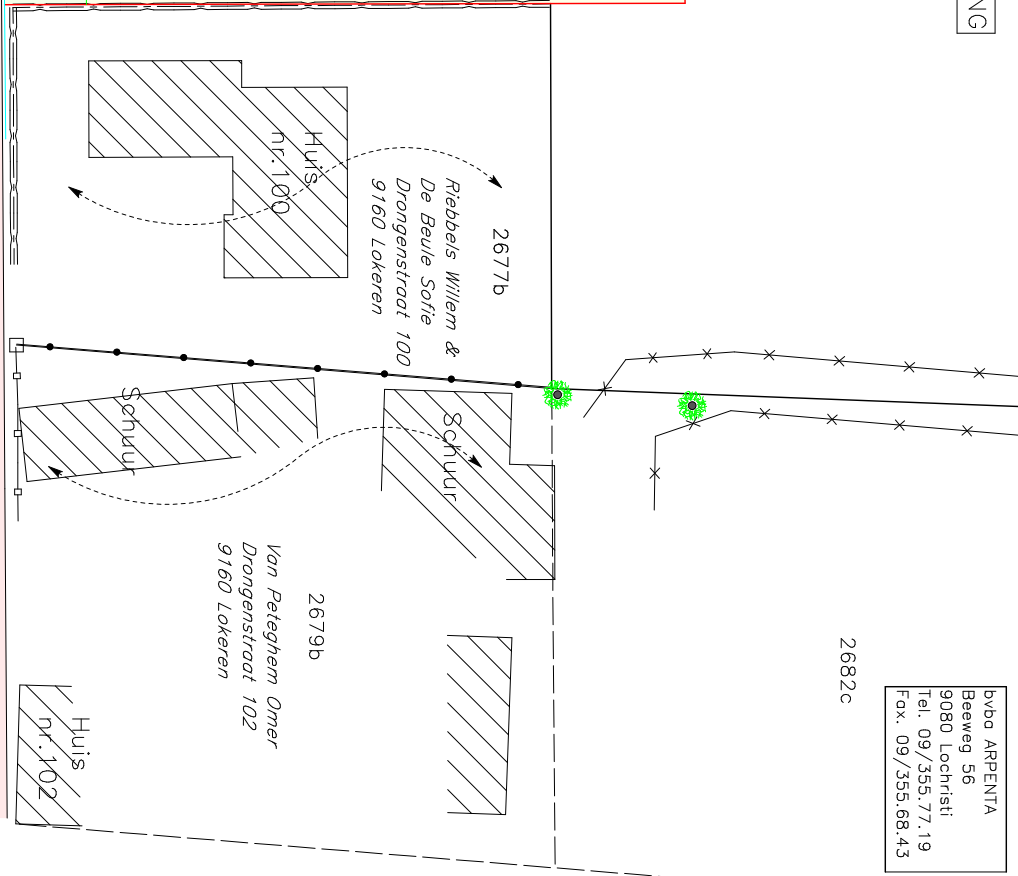 NG
Huis
nr. 100
2677b
Riebbels Willem &
De Beule Sofie
Drongenstraat 100
9160 Lokeren
Schuur
Schuur
2679b
Van Peteghem Omer
Drongenstraat 102
9160 Lokeren
Huis
nr. 102
2682c
bvba ARPENTA
Beeweg 56
9080 Lochristi
Tel. 09/355.77.19
Fax. 09/355.68.43